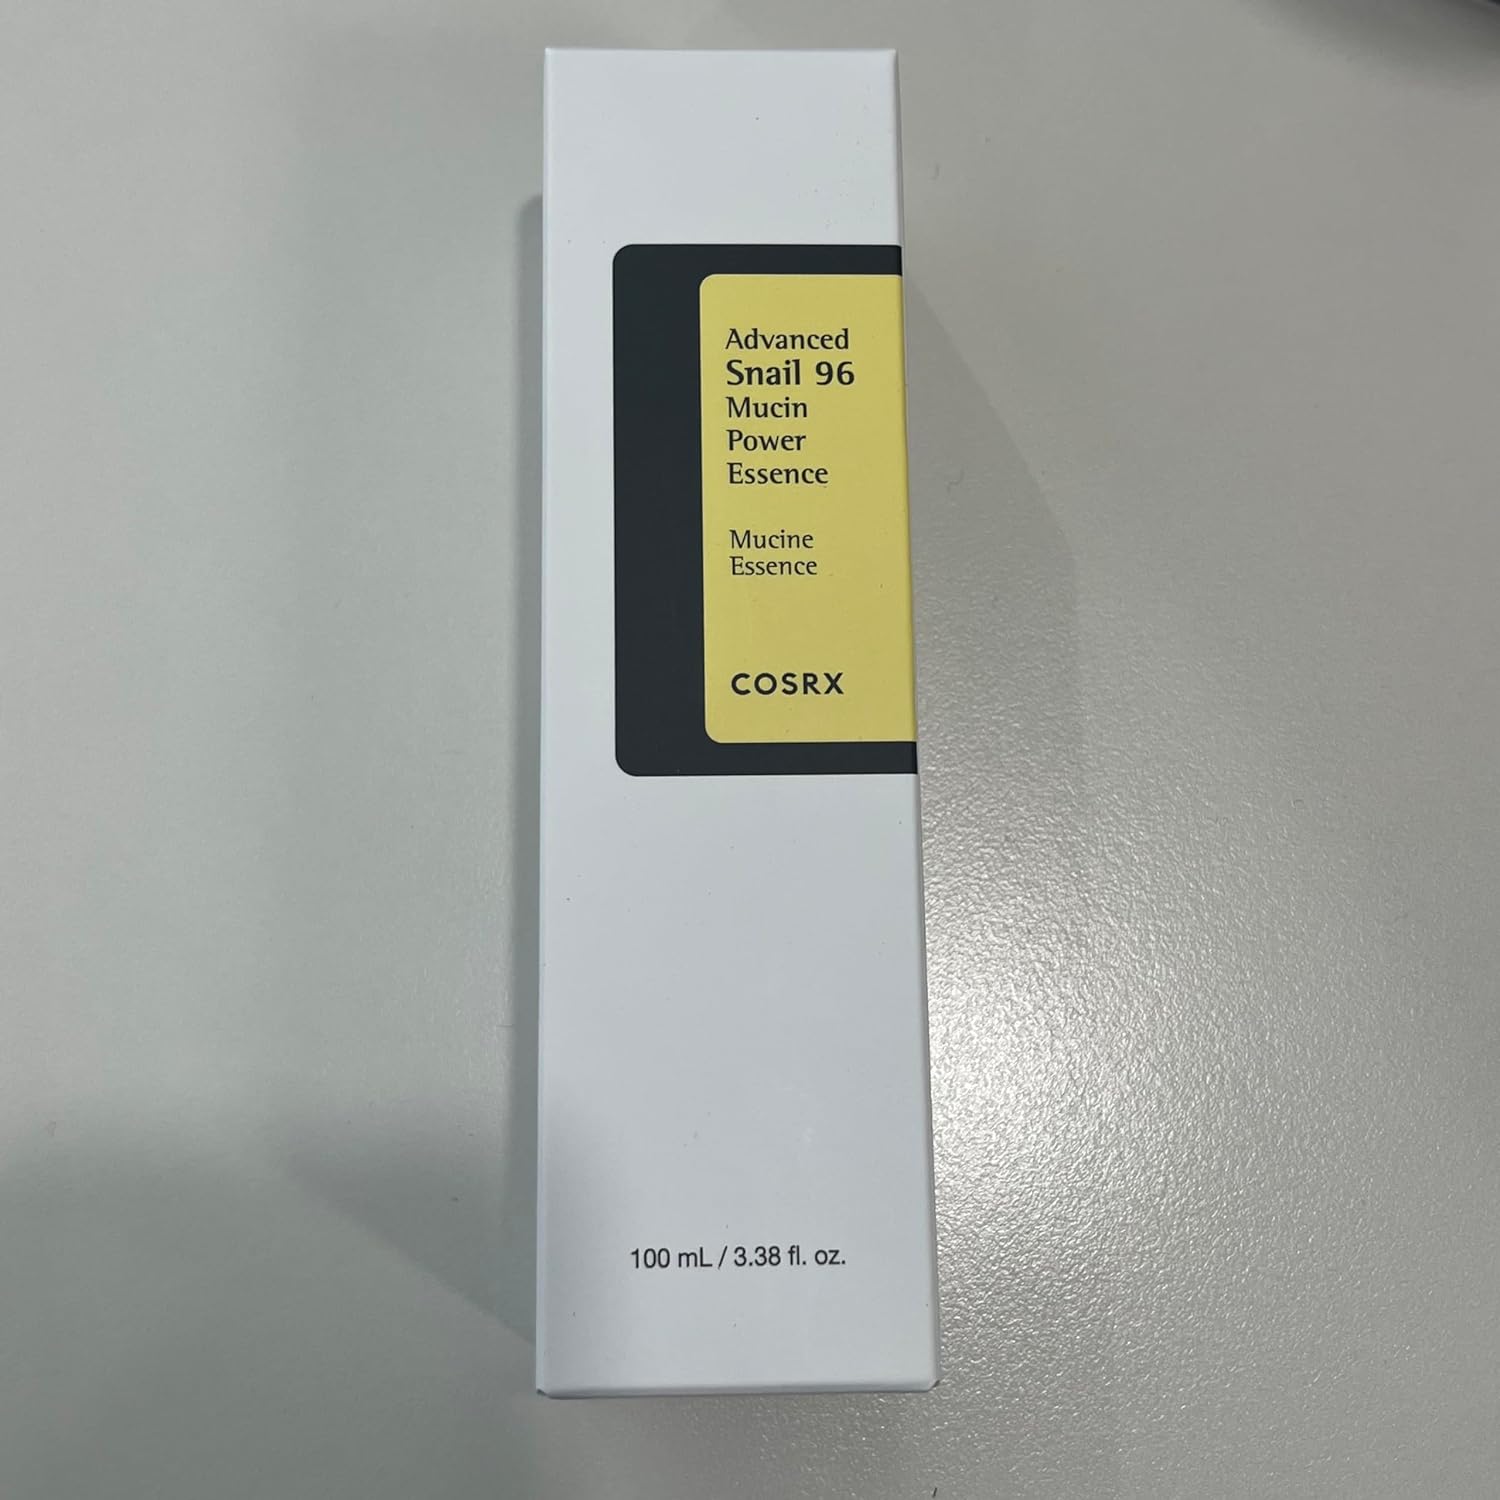 Advanced
Snail 96
Mucin
Power
Essence
Mucine
Essence
COSRX
100 mL / 3.38 fl. oz.